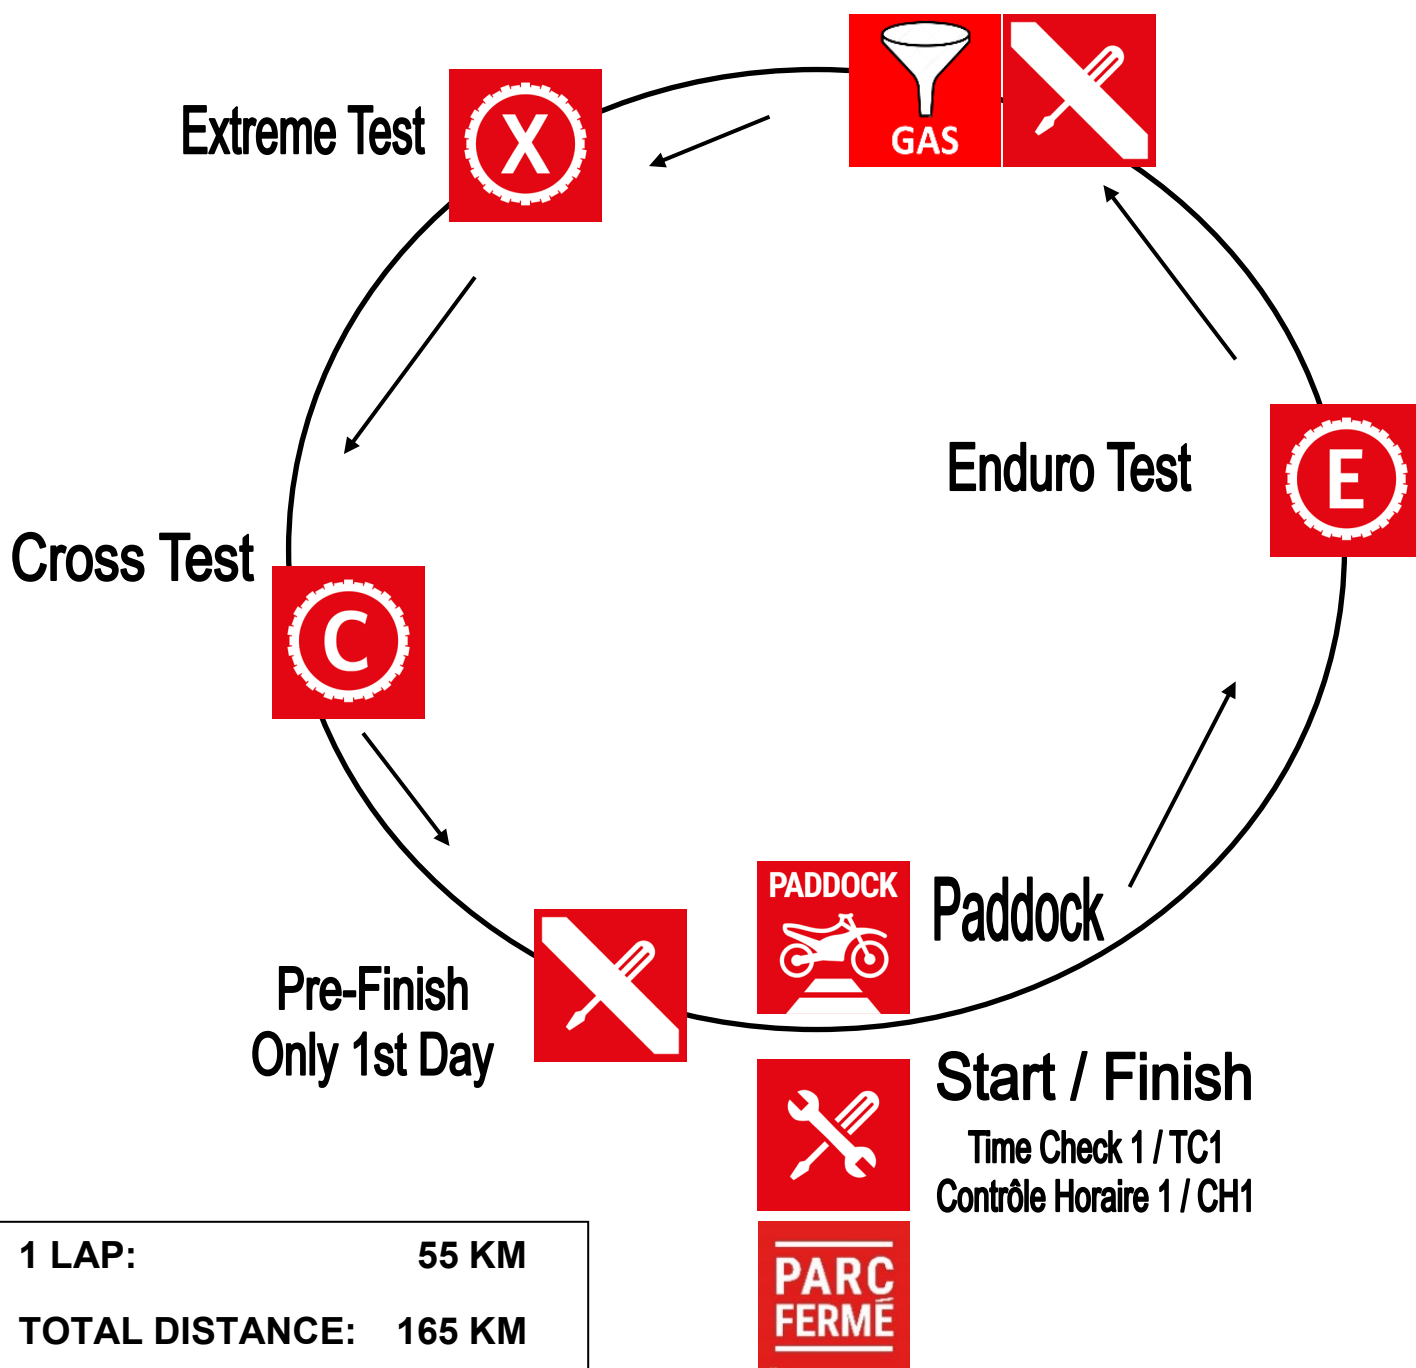 GAS
Extreme Test
X
Enduro Test
E
Cross Test
C
PADDOCK
Paddock
Pre-Finish
Only 1st Day
Start / Finish
Time Check 1 / TC1
Contrôle Horaire 1 / CH1
PARC
FERMÉ
1 LAP: 55 KM
TOTAL DISTANCE: 165 KM